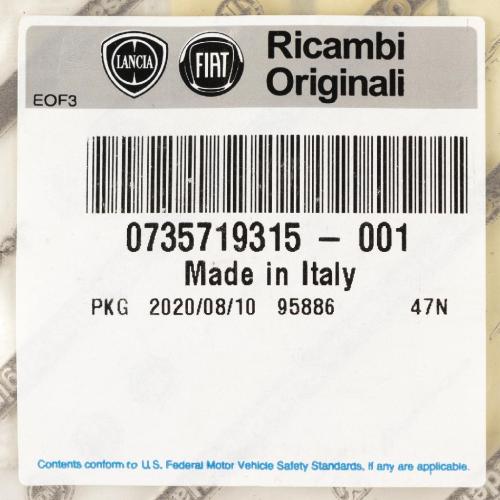 LANCIA FIAT Ricambi
Originali
EOF3
0735719315 - 001
Made in Italy
PKG 2020/08/10 95886 47N
Contents conform to U.S. Federal Motor Vehicle Safety Standards, If any are applicable.